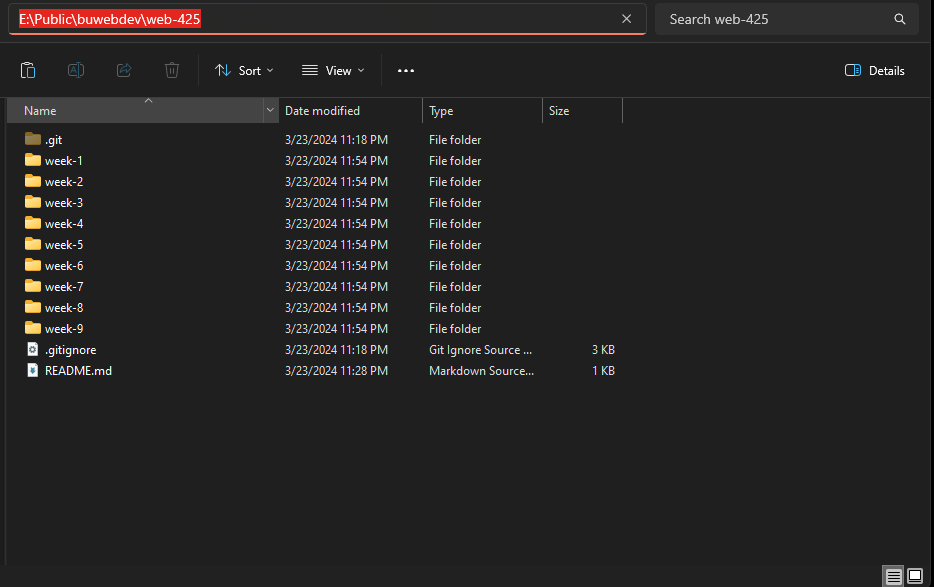 E:\Public\buwebdev\web-425
Search web-425
Sort
View
Details
Name Date modified Type Size
.git 3/23/2024 11:18 PM File folder
week-1 3/23/2024 11:54 PM File folder
week-2 3/23/2024 11:54 PM File folder
week-3 3/23/2024 11:54 PM File folder
week-4 3/23/2024 11:54 PM File folder
week-5 3/23/2024 11:54 PM File folder
week-6 3/23/2024 11:54 PM File folder
week-7 3/23/2024 11:54 PM File folder
week-8 3/23/2024 11:54 PM File folder
week-9 3/23/2024 11:54 PM File folder
.gitignore 3/23/2024 11:18 PM Git Ignore Source ... 3 KB
README.md 3/23/2024 11:28 PM Markdown Source... 1 KB